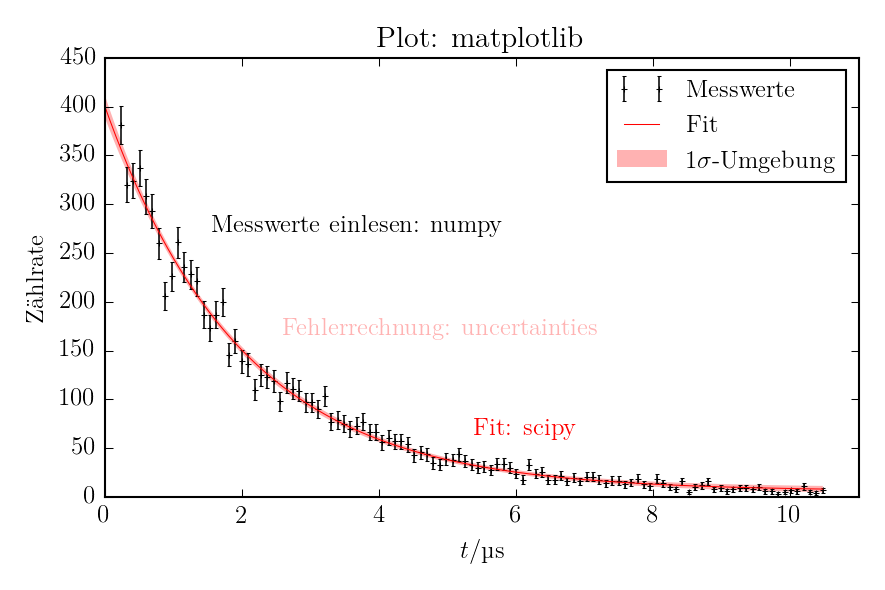 Plot: matplotlib
450
400
350
300
250
200
150
100
50
0
Zählrate
Messwerte
Fit
1σ-Umgebung
Messwerte einlesen: numpy
Fehlerrechnung: uncertainties
Fit: scipy
0 2 4 6 8 10
t/µs